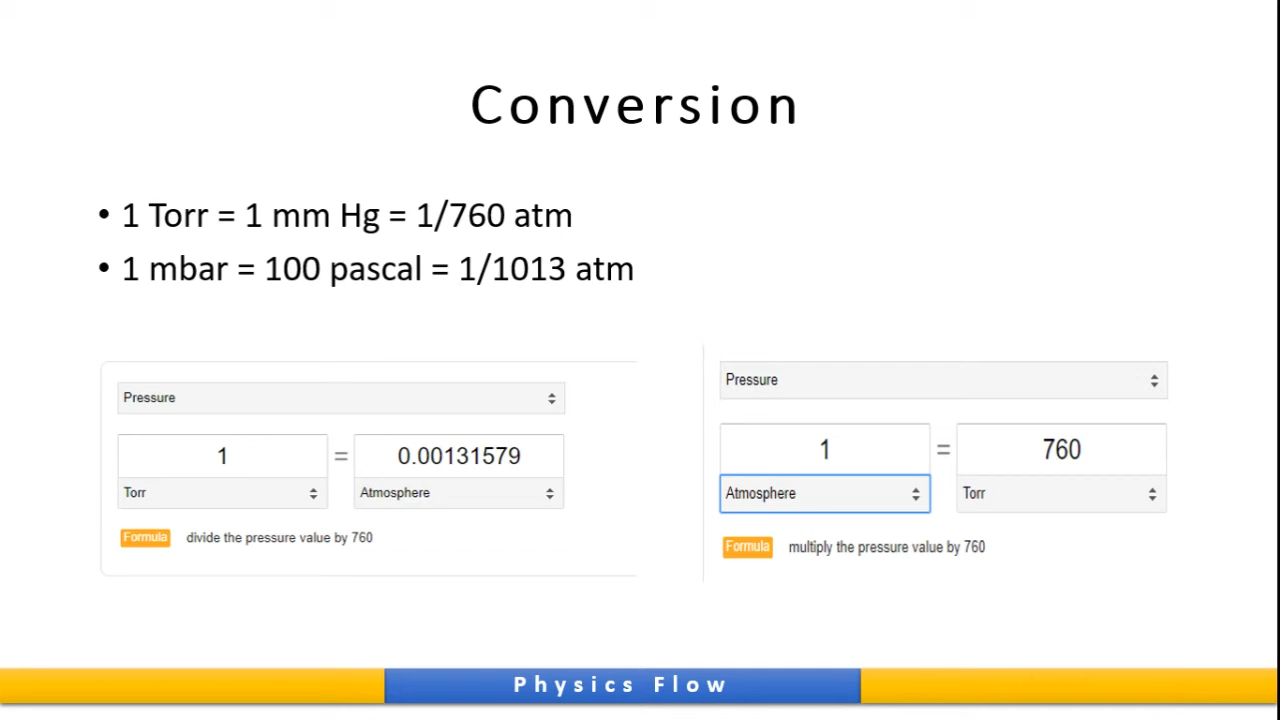 Conversion
• 1 Torr = 1 mm Hg = 1/760 atm
• 1 mbar = 100 pascal = 1/1013 atm
Pressure
1 = 0.00131579
Torr Atmosphere
Formula divide the pressure value by 760
Pressure
1 = 760
Atmosphere Torr
Formula multiply the pressure value by 760
Physics Flow